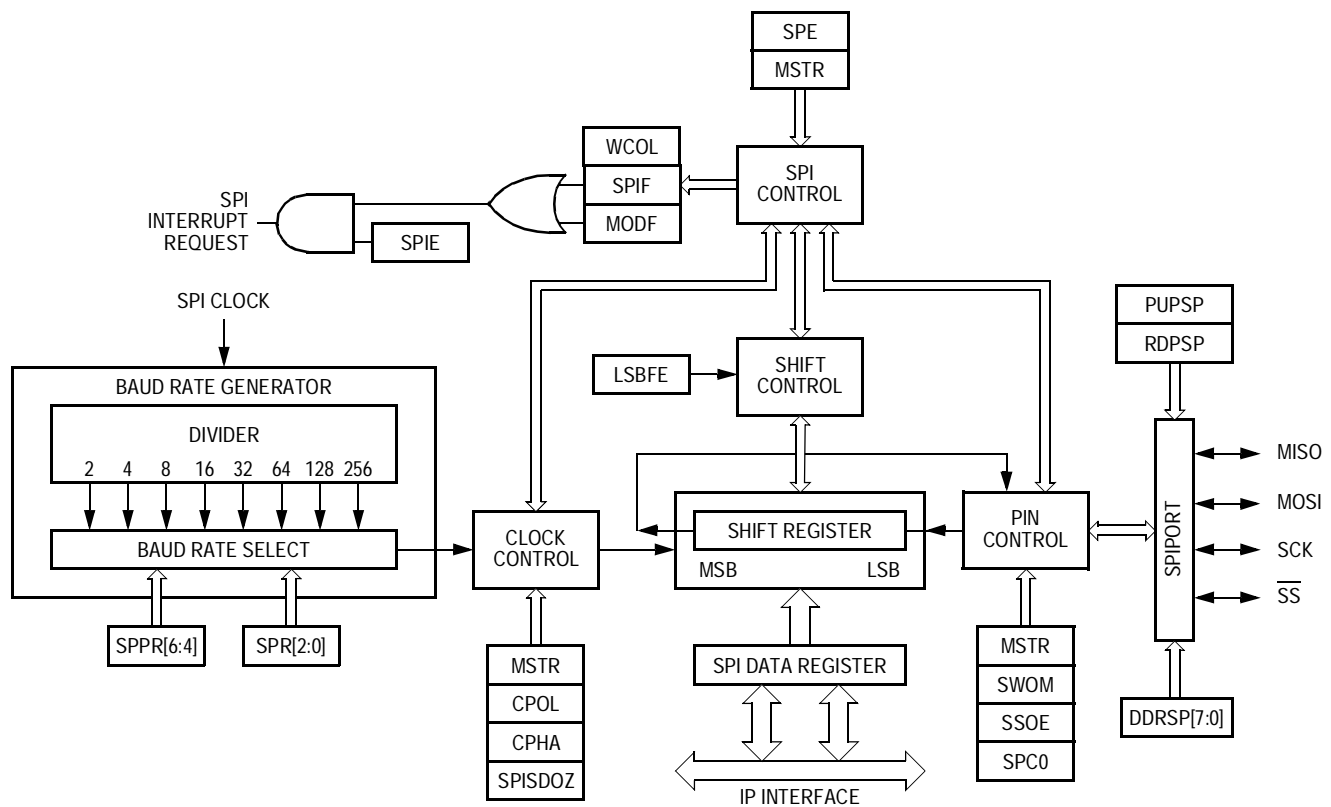 SPE
MSTR
WCOL
SPIF
MODF
SPI
CONTROL
SPI
INTERRUPT
REQUEST
SPIE
SPI CLOCK
PUPSP
RDPSP
LSBFE
SHIFT
CONTROL
BAUD RATE GENERATOR
DIVIDER
2 4 8 16 32 64 128 256
BAUD RATE SELECT
CLOCK
CONTROL
SHIFT REGISTER
MSB LSB
PIN
CONTROL
SPIPORT
MISO
MOSI
SCK
SS
SPPR[6:4]
SPR[2:0]
MSTR
CPOL
CPHA
SPISDOZ
SPI DATA REGISTER
IP INTERFACE
MSTR
SWOM
SSOE
SPC0
DDRSP[7:0]